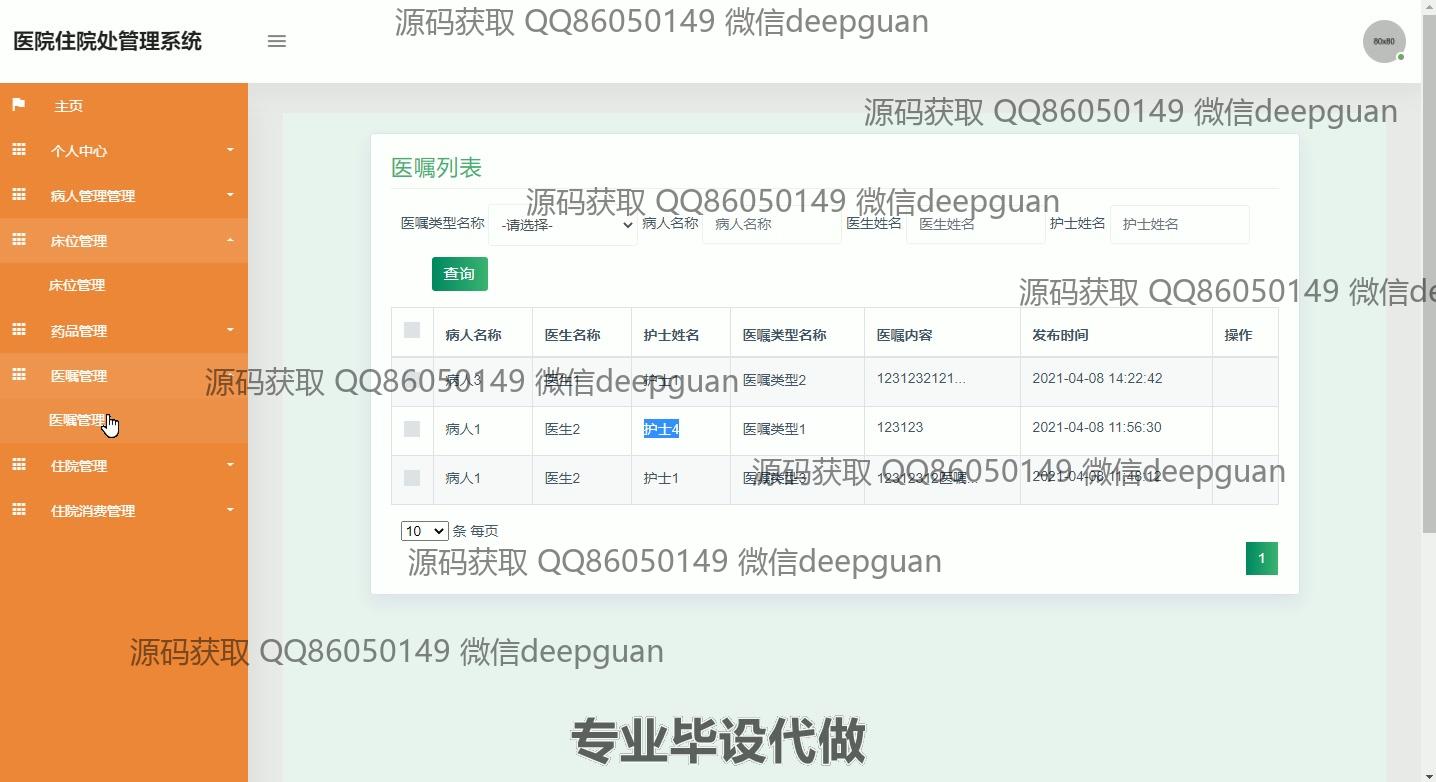 医院住院处管理系统
源码获取 QQ86050149 微信deepguan
80x80
主页
个人中心
病人管理管理
床位管理
床位管理
药品管理
医嘱管理
医嘱管理
住院管理
住院消费管理
源码获取 QQ86050149 微信deepguan
医嘱列表
源码获取 QQ86050149 微信deepguan
医嘱类型名称 -请选择- 病人名称 病人名称 医生姓名 医生姓名 护士姓名 护士姓名
查询
源码获取 QQ86050149 微信de
病人名称 医生名称 护士姓名 医嘱类型名称 医嘱内容 发布时间 操作
病人3 医生1 护士1 医嘱类型2 1231232121... 2021-04-08 14:22:42
源码获取 QQ86050149 微信deepguan
病人1 医生2 护士4 医嘱类型1 123123 2021-04-08 11:56:30
病人1 医生2 护士1 医嘱类型3 12312312医嘱... 2021-04-08 11:48:12
源码获取 QQ86050149 微信deepguan
10 条 每页
源码获取 QQ86050149 微信deepguan
1
源码获取 QQ86050149 微信deepguan
专业毕设代做